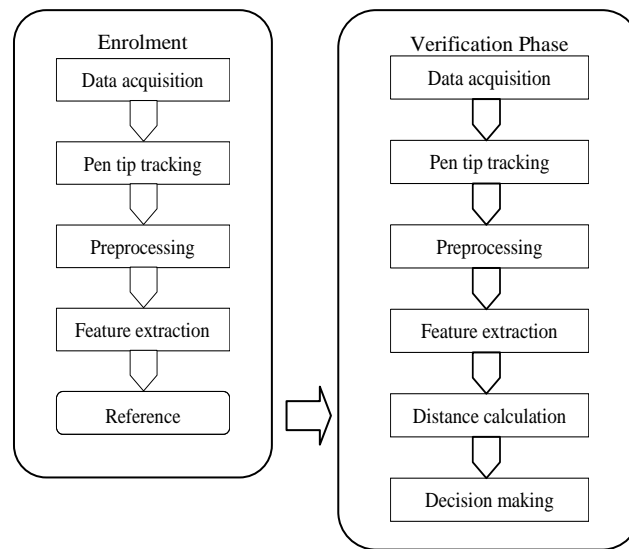 Enrolment
Data acquisition
Pen tip tracking
Preprocessing
Feature extraction
Reference
Verification Phase
Data acquisition
Pen tip tracking
Preprocessing
Feature extraction
Distance calculation
Decision making